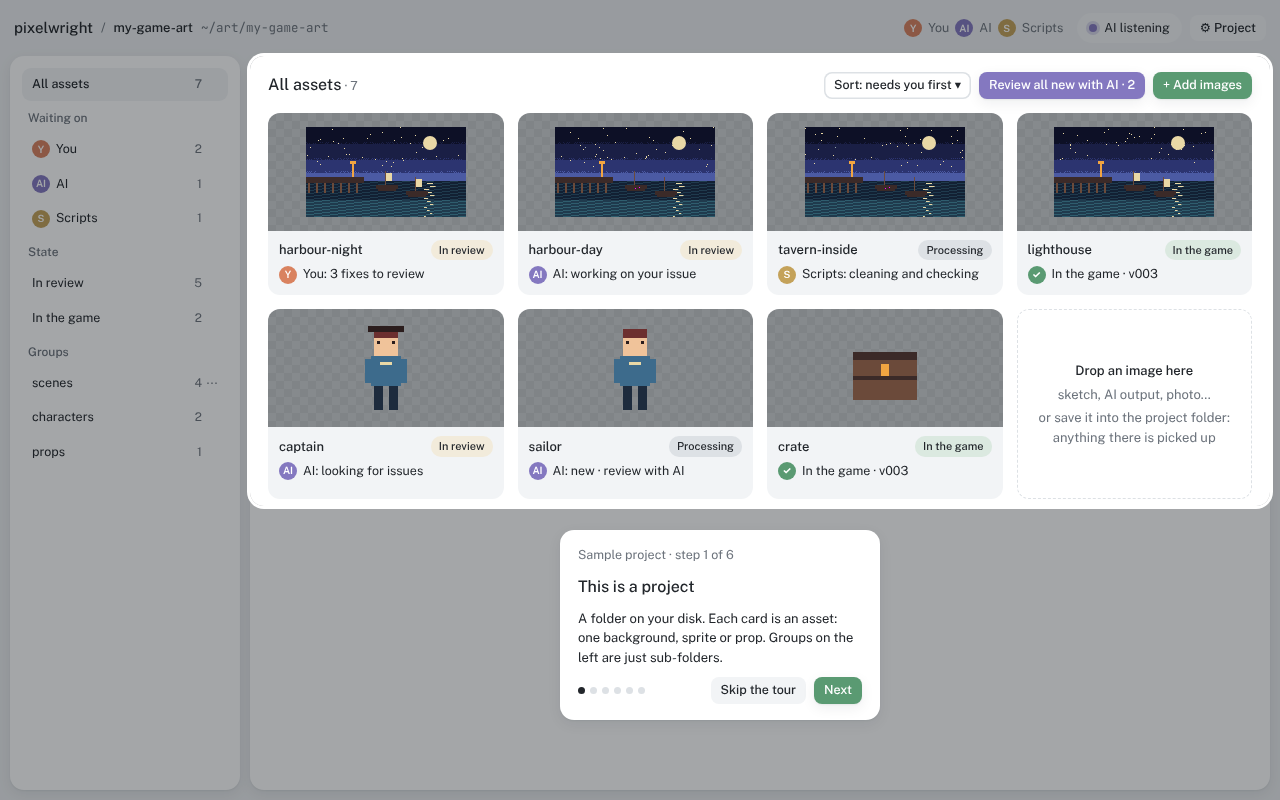 pixelwright / my-game-art ~/art/my-game-art
Y You AI AI S Scripts
AI listening
⚙ Project
All assets 7
Waiting on
Y You 2
AI AI 1
S Scripts 1
State
In review 5
In the game 2
Groups
scenes 4 ···
characters 2
props 1
All assets · 7
Sort: needs you first ▾
Review all new with AI · 2
+ Add images
harbour-night In review
Y You: 3 fixes to review
harbour-day In review
AI AI: working on your issue
tavern-inside Processing
S Scripts: cleaning and checking
lighthouse In the game
✓ In the game · v003
captain In review
AI AI: looking for issues
sailor Processing
AI AI: new · review with AI
crate In the game
✓ In the game · v003
Drop an image here
sketch, AI output, photo...
or save it into the project folder:
anything there is picked up
Sample project · step 1 of 6
This is a project
A folder on your disk. Each card is an asset:
one background, sprite or prop. Groups on the
left are just sub-folders.
Skip the tour
Next